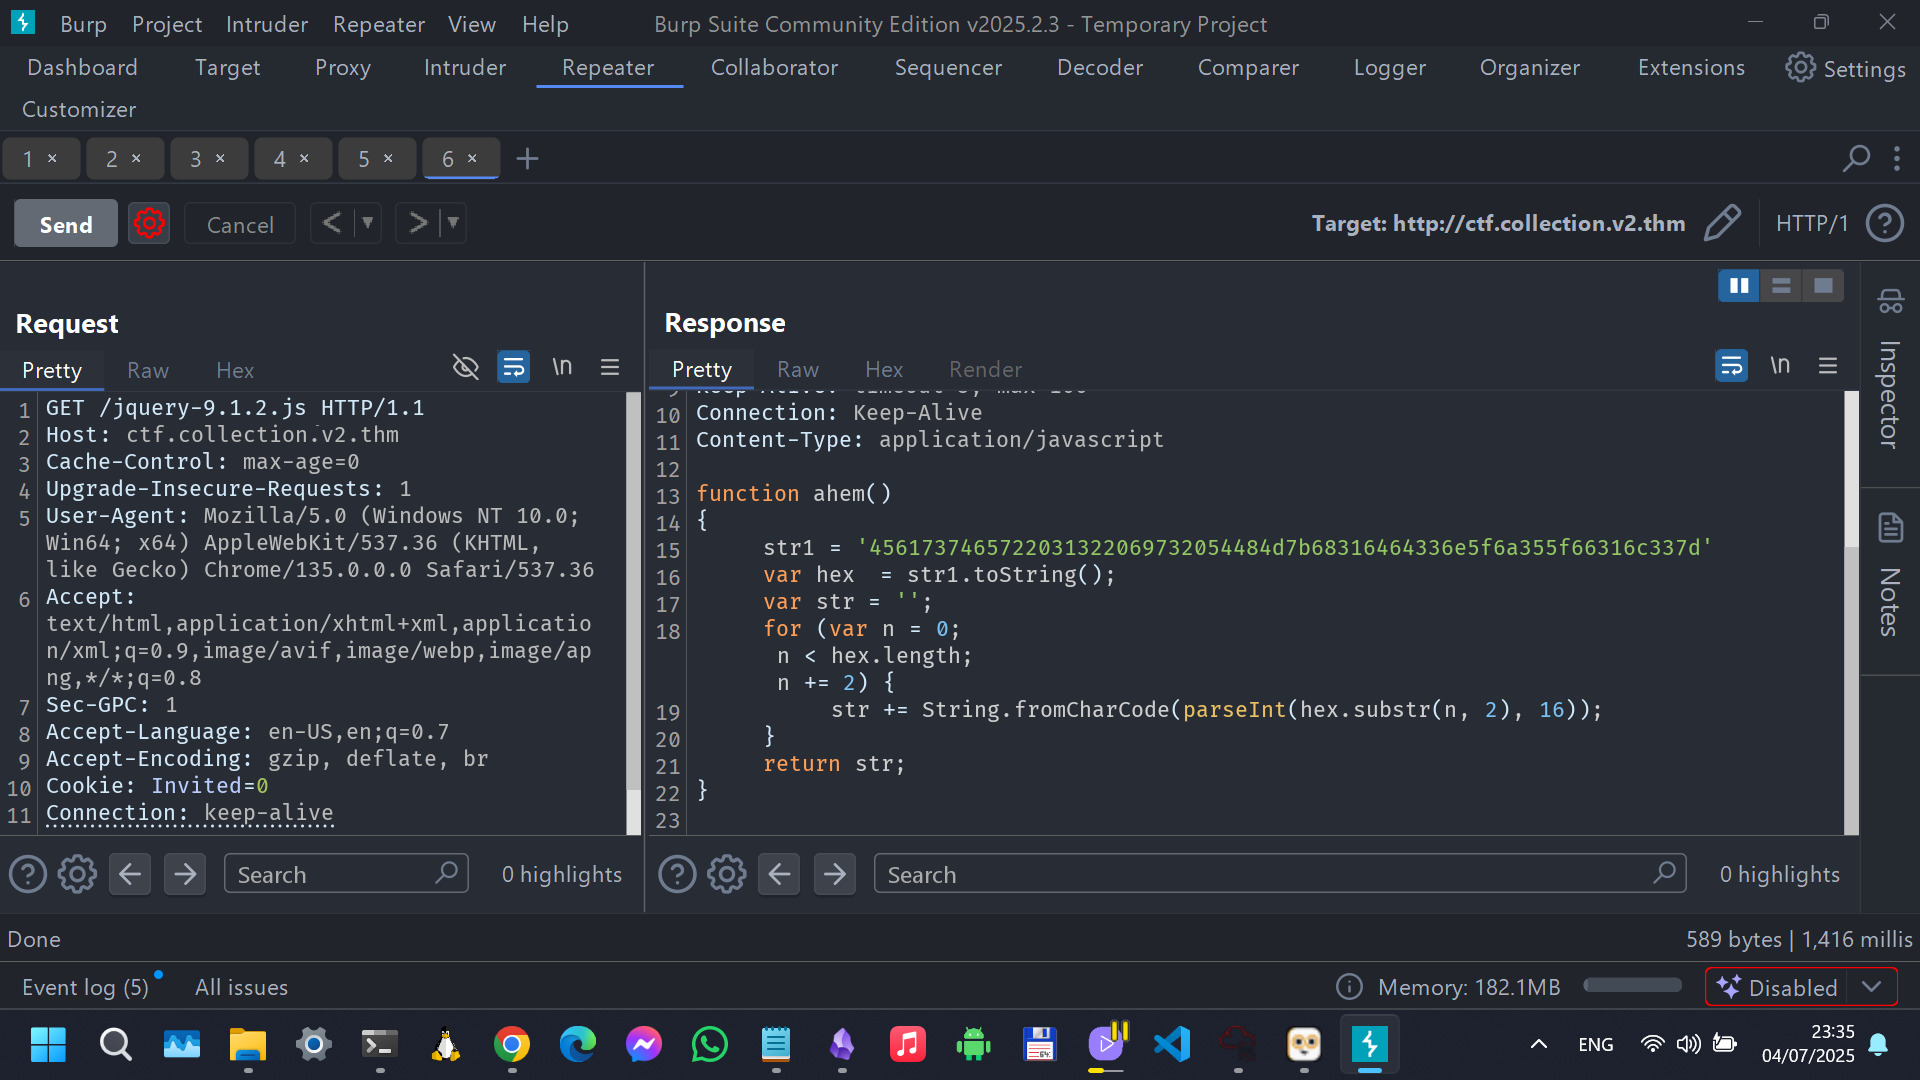 Burp Project Intruder Repeater View Help Burp Suite Community Edition v2025.2.3 - Temporary Project
Dashboard Target Proxy Intruder Repeater Collaborator Sequencer Decoder Comparer Logger Organizer Extensions Settings
Customizer
1 × 2 × 3 × 4 × 5 × 6 × +
Send Cancel < > Target: http://ctf.collection.v2.thm HTTP/1 ?
Request
Pretty Raw Hex \n
1 GET /jquery-9.1.2.js HTTP/1.1
2 Host: ctf.collection.v2.thm
3 Cache-Control: max-age=0
4 Upgrade-Insecure-Requests: 1
5 User-Agent: Mozilla/5.0 (Windows NT 10.0;
Win64; x64) AppleWebKit/537.36 (KHTML,
like Gecko) Chrome/135.0.0.0 Safari/537.36
6 Accept:
text/html,application/xhtml+xml,applicatio
n/xml;q=0.9,image/avif,image/webp,image/ap
ng,*/*;q=0.8
7 Sec-GPC: 1
8 Accept-Language: en-US,en;q=0.7
9 Accept-Encoding: gzip, deflate, br
10 Cookie: Invited=0
11 Connection: keep-alive
? Search 0 highlights
Response
Pretty Raw Hex Render \n
10 Connection: Keep-Alive
11 Content-Type: application/javascript
12
13 function ahem()
14 {
15 str1 = '4561737465722031322069732054484d7b68316464336e5f6a355f66316c337d'
16 var hex  = str1.toString();
17 var str = '';
18 for (var n = 0;
n < hex.length;
n += 2) {
19 str += String.fromCharCode(parseInt(hex.substr(n, 2), 16));
20 }
21 return str;
22 }
23
? Search 0 highlights
Inspector
Notes
Done 589 bytes | 1,416 millis
Event log (5) All issues Memory: 182.1MB Disabled
64
ENG 23:35
04/07/2025